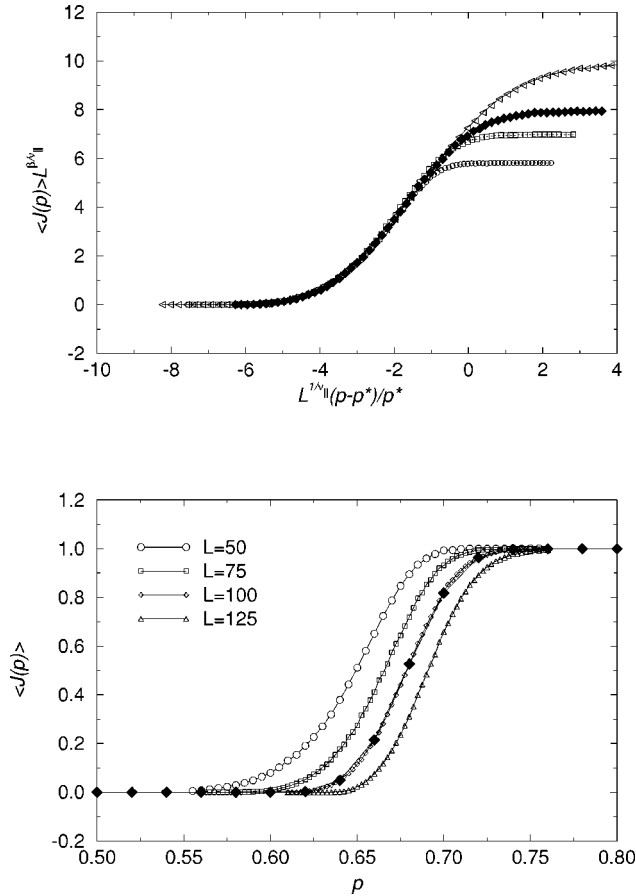 12
10
8
6
4
2
0
-2
<J(p)>L^β/ν||
-10 -8 -6 -4 -2 0 2 4
L^1/ν||(p-p*)/p*
1.2
1.0
0.8
0.6
0.4
0.2
0.0
-0.2
<J(p)>
L=50
L=75
L=100
L=125
0.50 0.55 0.60 0.65 0.70 0.75 0.80
p